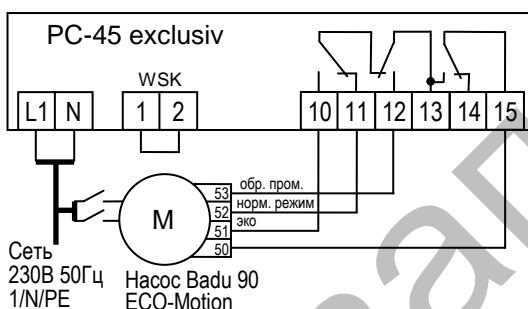 PC-45 exclusiv
WSK
L1 N 1 2 10 11 12 13 14 15
обр. пром.
53
норм. режим
52
эко
51
50
M
Сеть
230В 50Гц
1/N/PE
Насос Badu 90
ECO-Motion